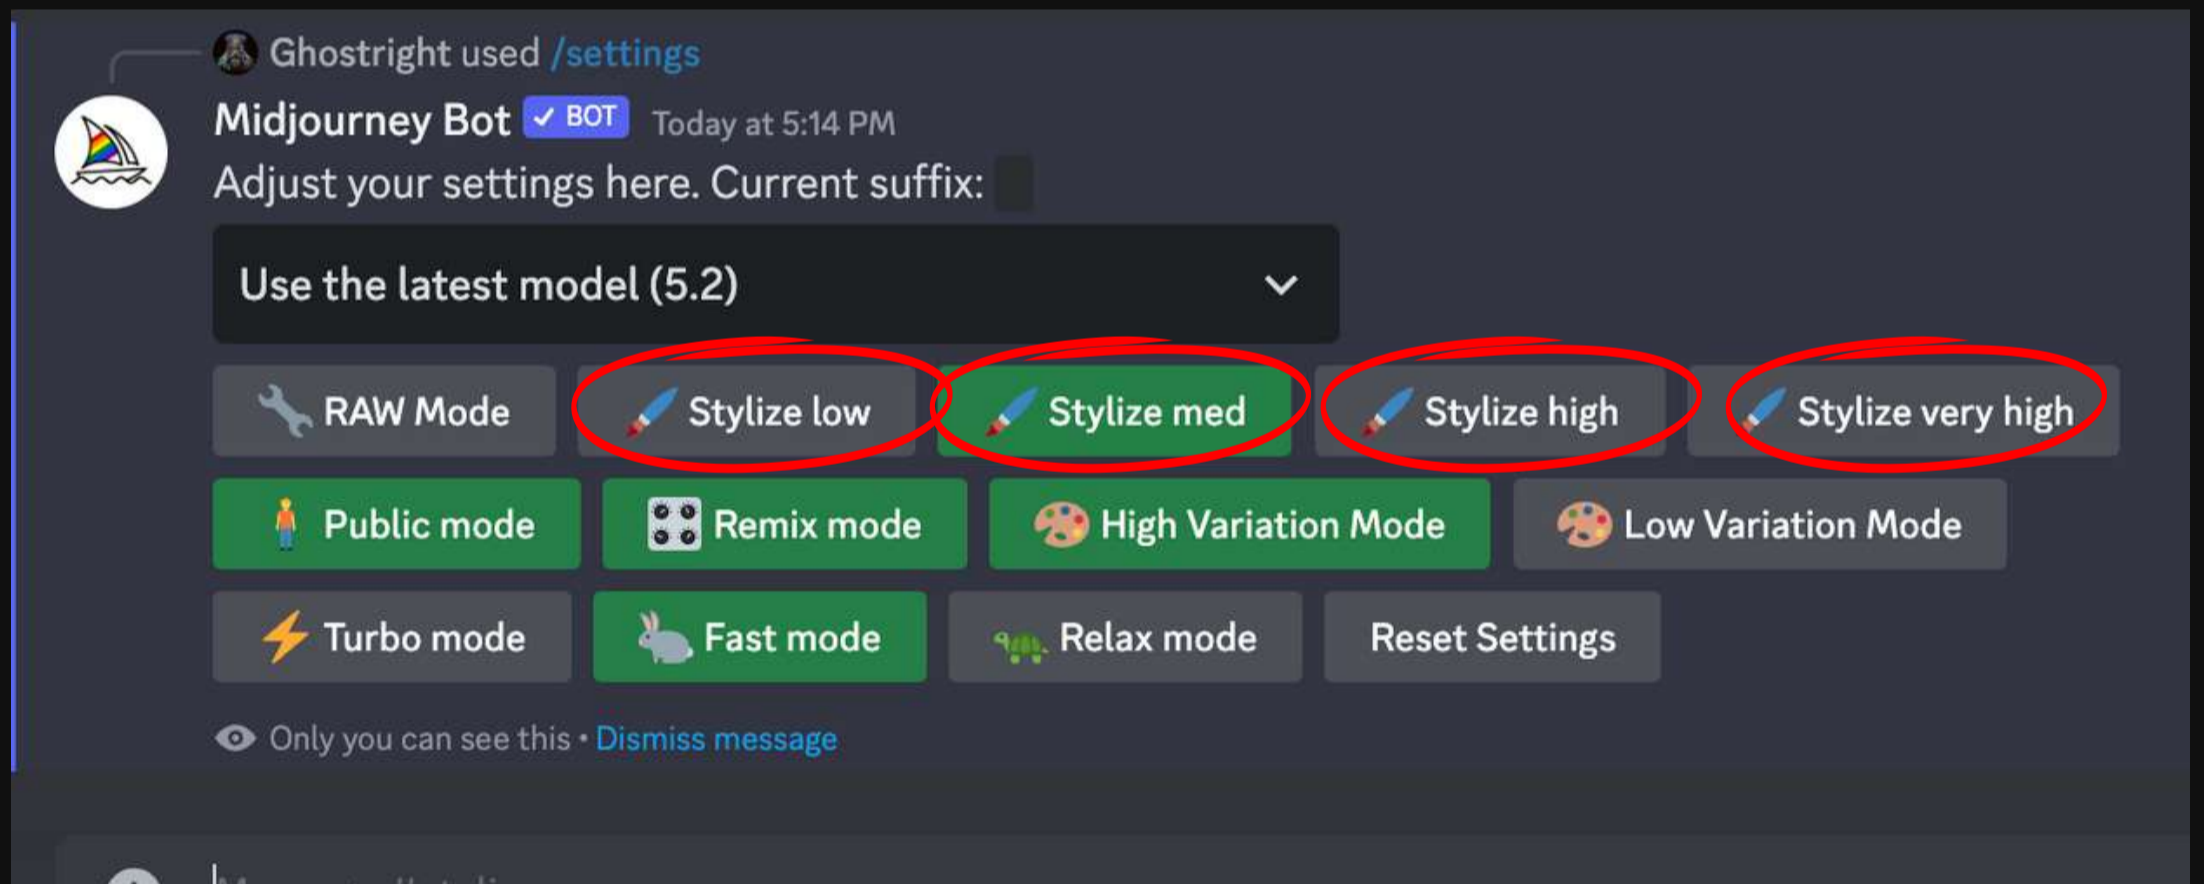 Ghostright used /settings
Midjourney Bot ✓ BOT Today at 5:14 PM
Adjust your settings here. Current suffix:
Use the latest model (5.2)
RAW Mode Stylize low Stylize med Stylize high Stylize very high
Public mode Remix mode High Variation Mode Low Variation Mode
Turbo mode Fast mode Relax mode Reset Settings
Only you can see this • Dismiss message